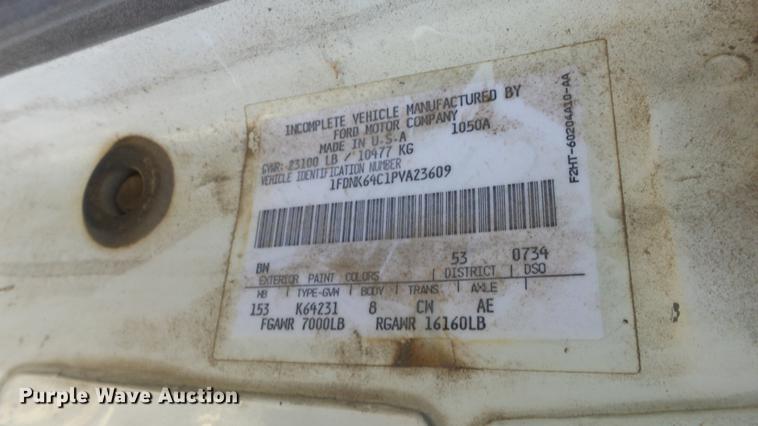 INCOMPLETE VEHICLE MANUFACTURED BY
FORD MOTOR COMPANY
MADE IN U.S.A 1050A
GVWR: 23100 LB / 10477 KG
VEHICLE IDENTIFICATION NUMBER
1FDNK64C1PVA23609
BN 53 0734
EXTERIOR PAINT COLORS DISTRICT DSO
WB TYPE-GVW BODY TRANS AXLE
153 K64231 8 CW AE
FGAWR 7000LB RGAWR 16160LB
F2HT-60204A10-AA
Purple Wave Auction